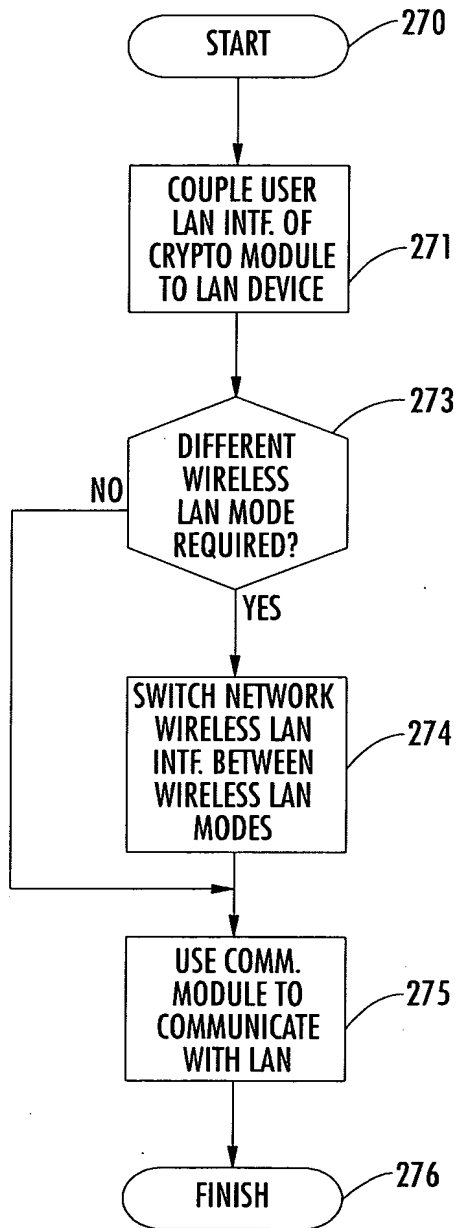 START
270
COUPLE USER
LAN INTF. OF
CRYPTO MODULE
TO LAN DEVICE
271
273
DIFFERENT
WIRELESS
LAN MODE
REQUIRED?
NO
YES
SWITCH NETWORK
WIRELESS LAN
INTF. BETWEEN
WIRELESS LAN
MODES
274
USE COMM.
MODULE TO
COMMUNICATE
WITH LAN
275
FINISH
276